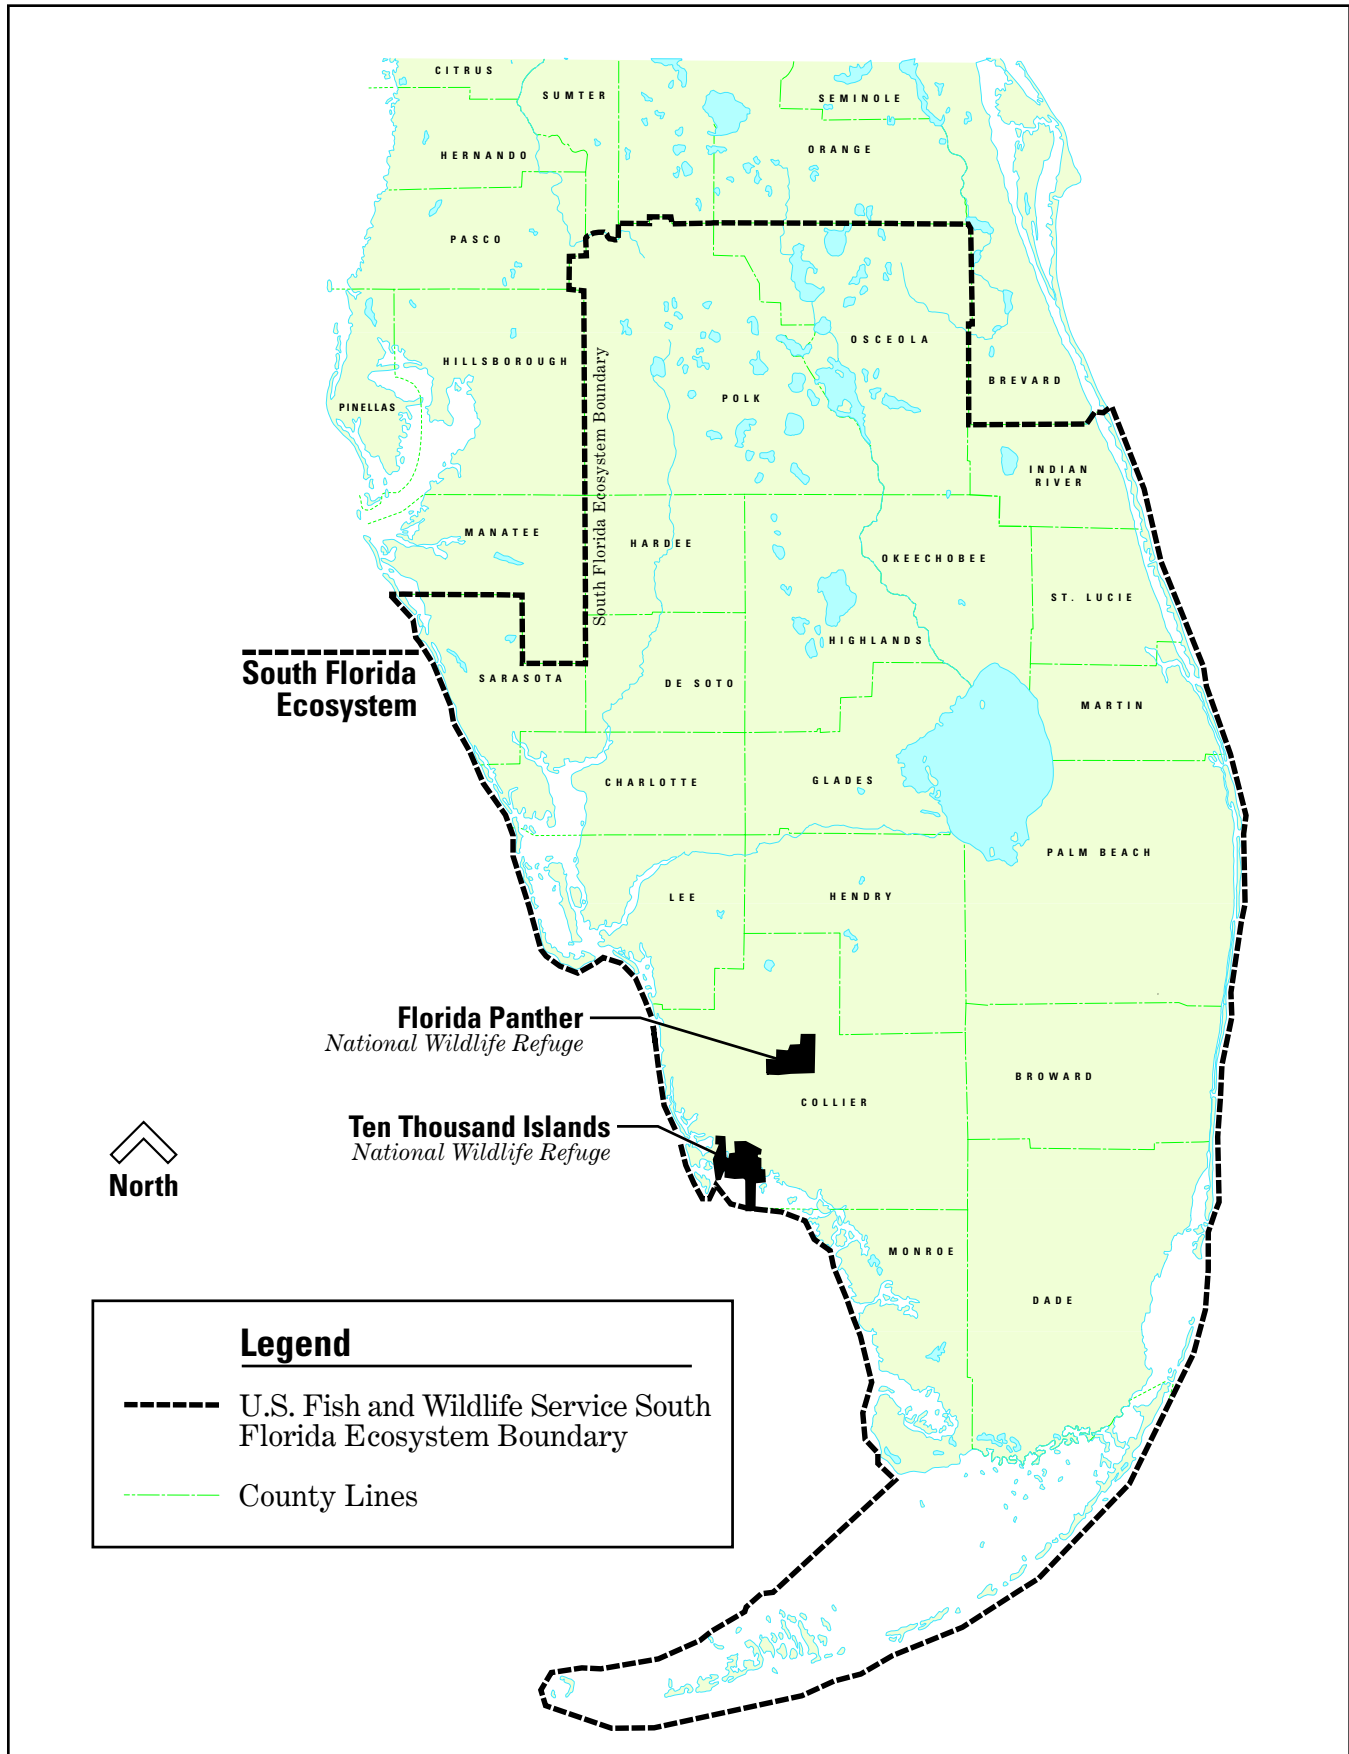 CITRUS
SUMTER
SEMINOLE
HERNANDO
ORANGE
PASCO
OSCEOLA
HILLSBOROUGH
BREVARD
PINELLAS
POLK
South Florida Ecosystem Boundary
INDIAN
RIVER
MANATEE
HARDEE
OKEECHOBEE
ST. LUCIE
HIGHLANDS
South Florida
Ecosystem
SARASOTA
DE SOTO
MARTIN
CHARLOTTE
GLADES
PALM BEACH
LEE
HENDRY
Florida Panther
National Wildlife Refuge
BROWARD
COLLIER
Ten Thousand Islands
National Wildlife Refuge
North
MONROE
DADE
Legend
U.S. Fish and Wildlife Service South
Florida Ecosystem Boundary
County Lines